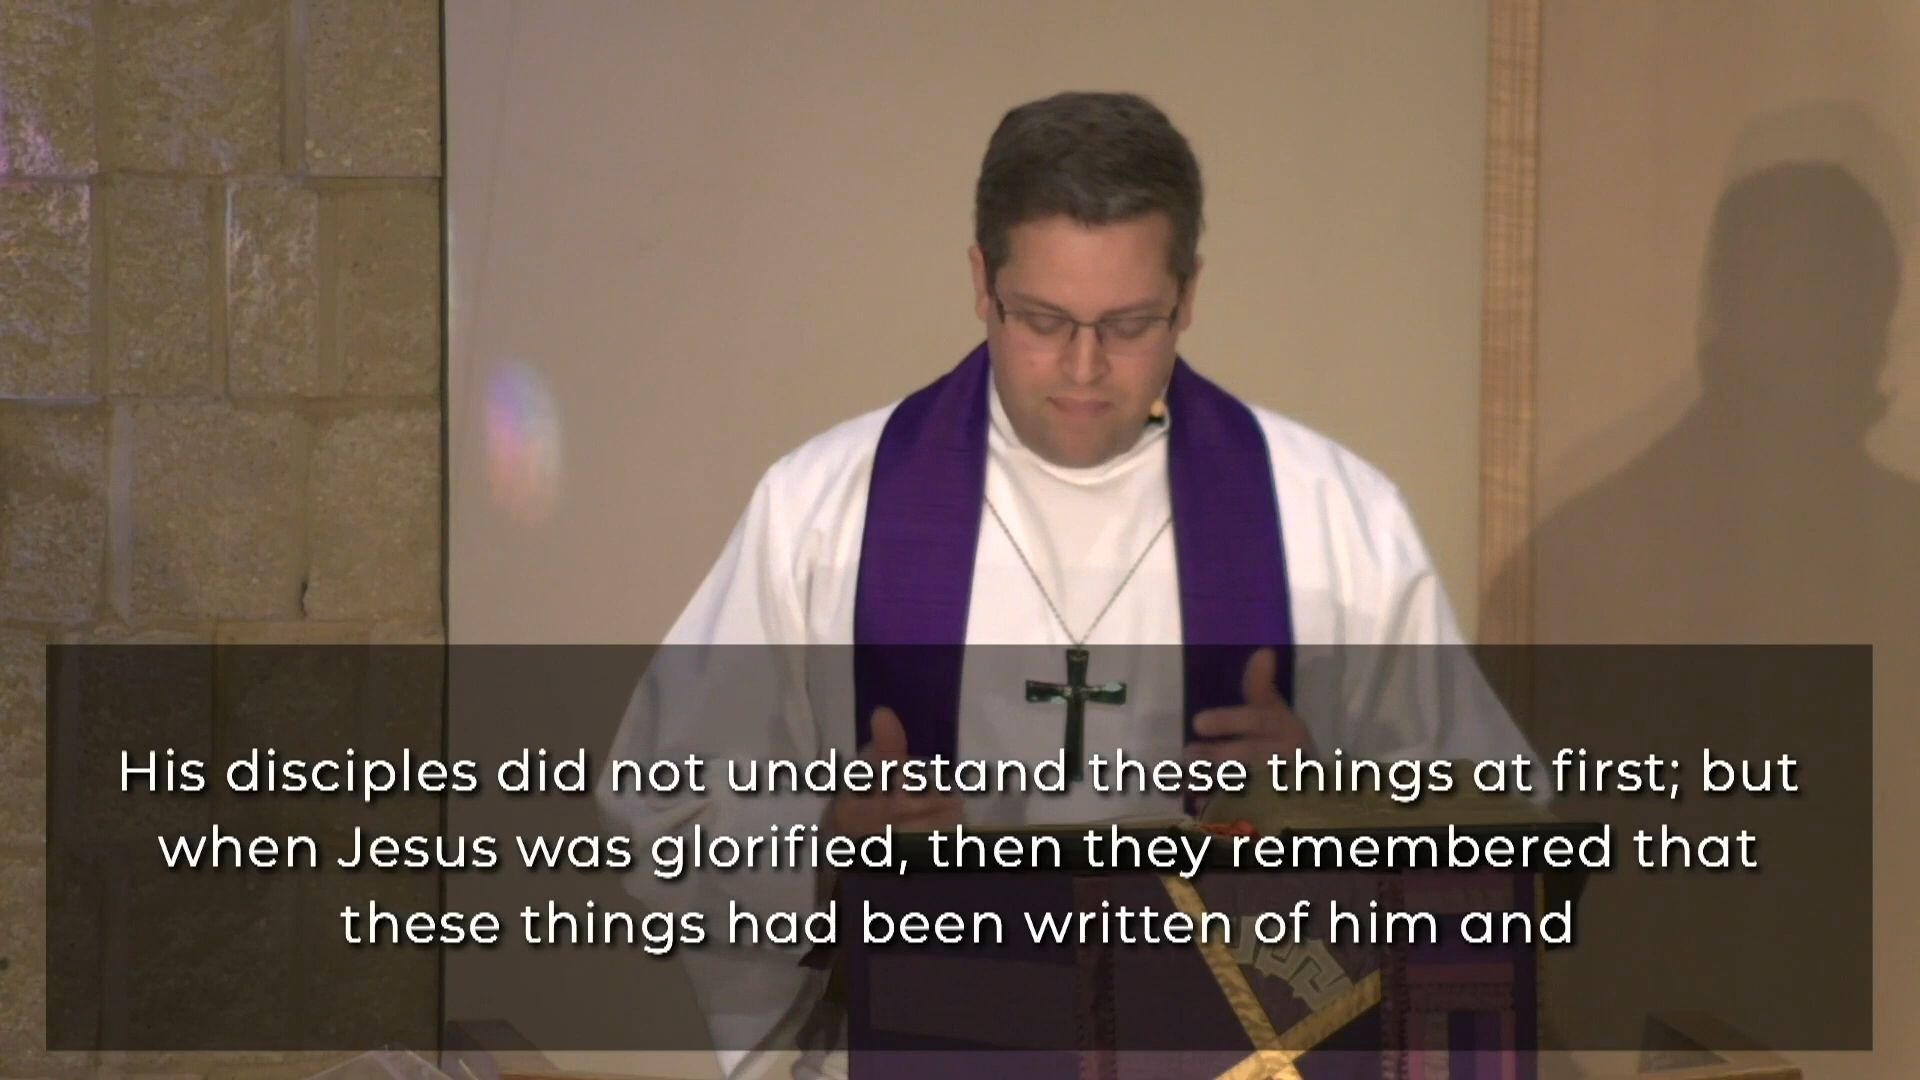 His disciples did not understand these things at first; but
when Jesus was glorified, then they remembered that
these things had been written of him and